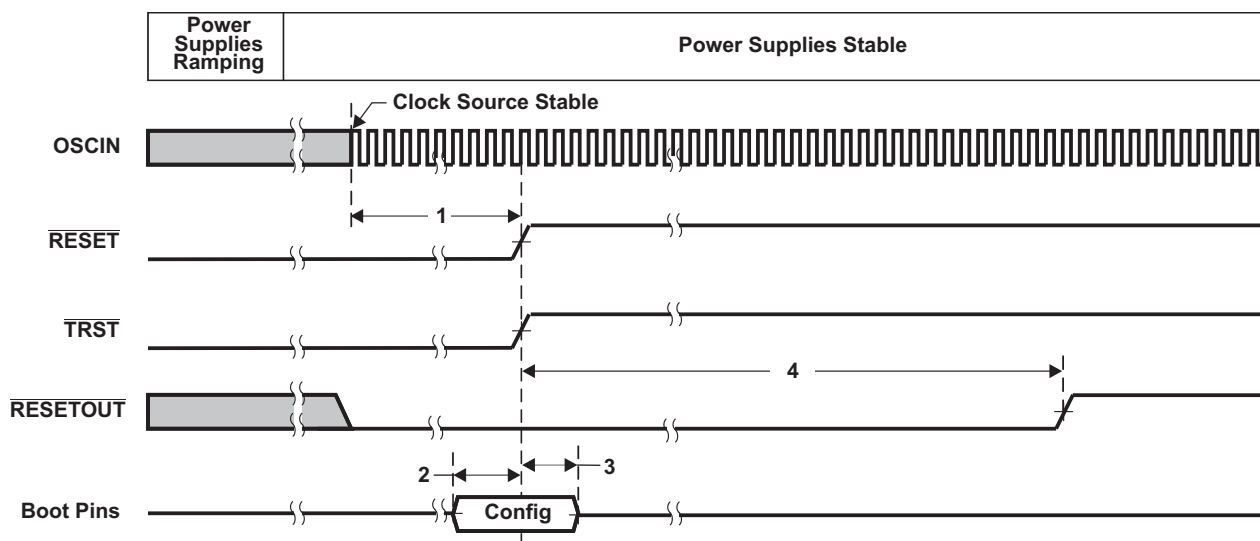 Power
Supplies
Ramping
Power Supplies Stable
Clock Source Stable
OSCIN
1
RESET
TRST
4
RESETOUT
2
3
Boot Pins
Config